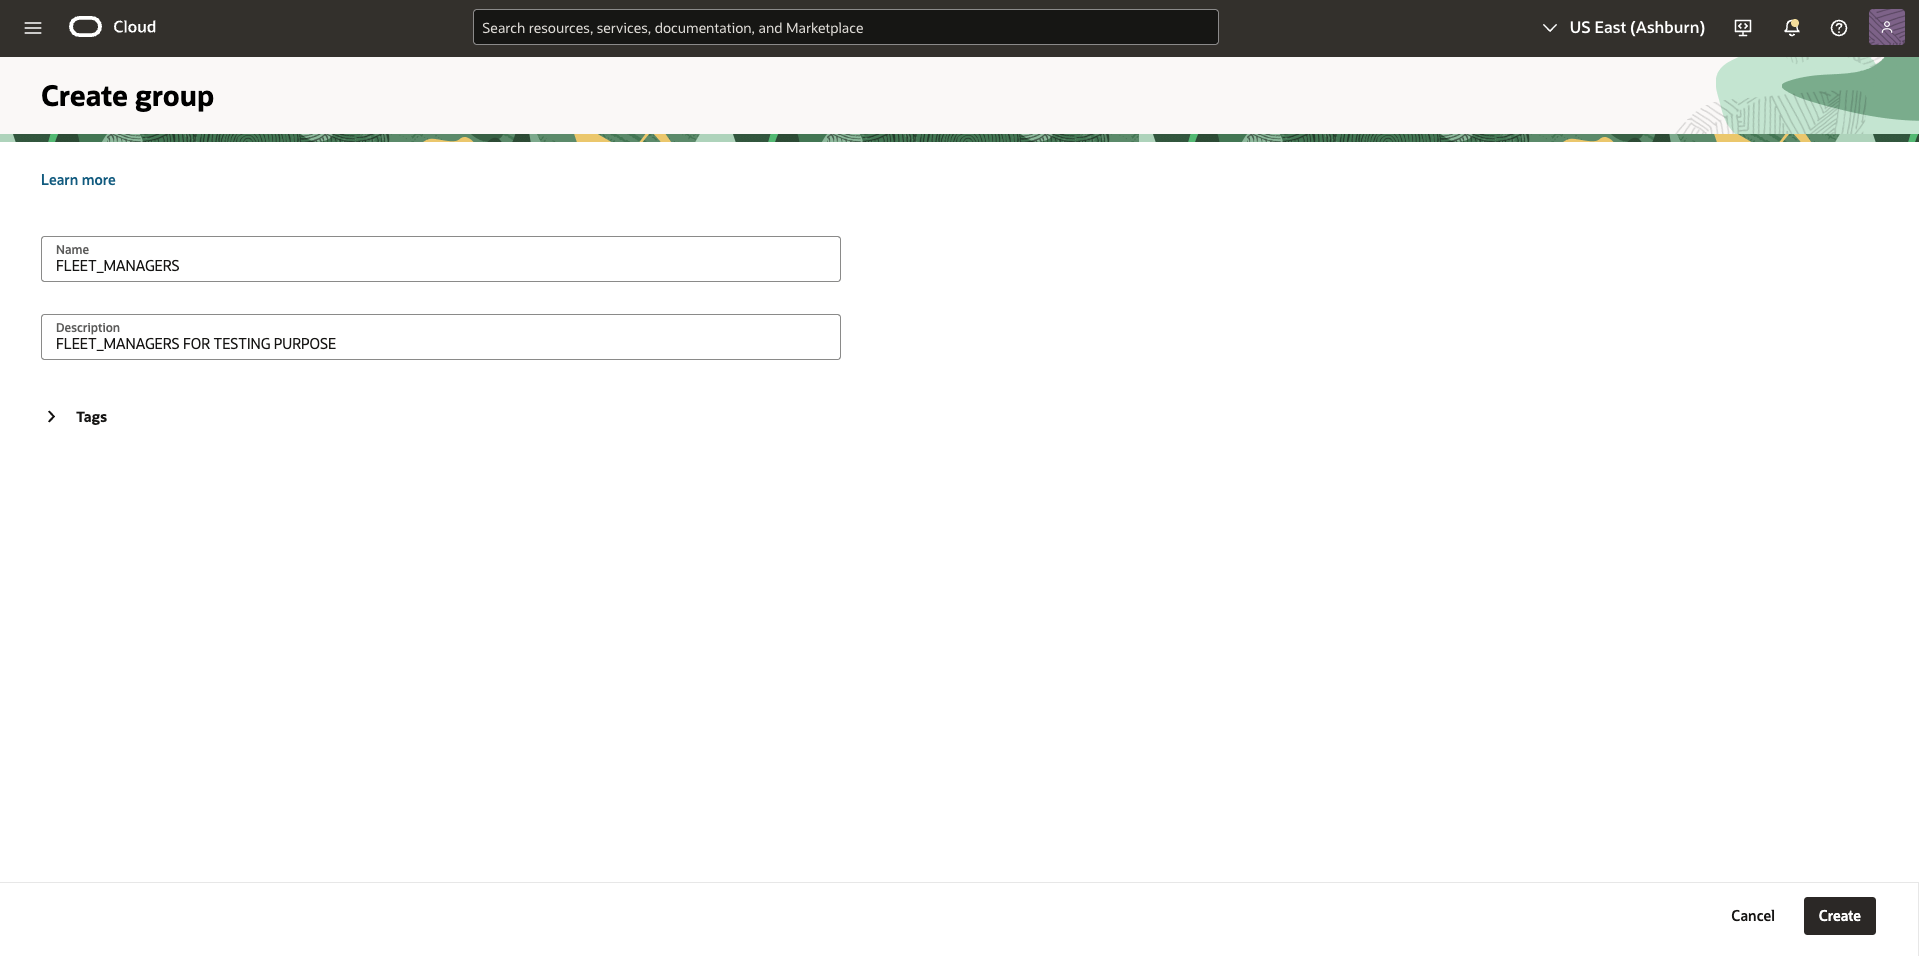 Cloud
Search resources, services, documentation, and Marketplace
US East (Ashburn)
Create group
Learn more
Name
FLEET_MANAGERS
Description
FLEET_MANAGERS FOR TESTING PURPOSE
Tags
Cancel
Create